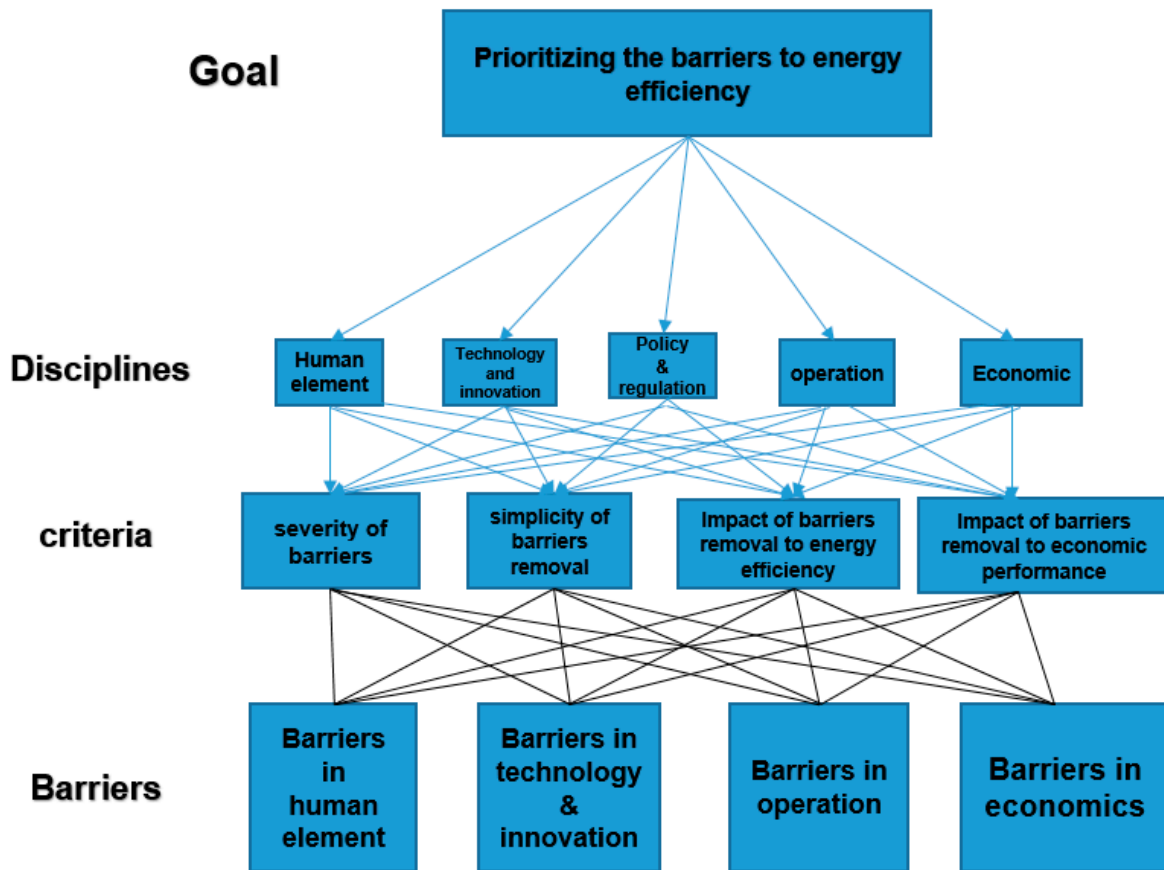 Goal
Prioritizing the barriers to energy
efficiency
Disciplines
Human
element
Technology
and
innovation
Policy
&
regulation
operation
Economic
criteria
severity of
barriers
simplicity of
barriers
removal
Impact of barriers
removal to energy
efficiency
Impact of barriers
removal to economic
performance
Barriers
Barriers
in
human
element
Barriers in
technology
&
innovation
Barriers in
operation
Barriers in
economics